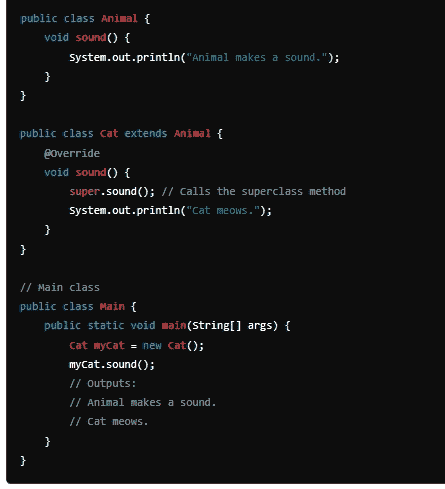 public class Animal {
void sound() {
System.out.println("Animal makes a sound.");
}
}
public class Cat extends Animal {
@Override
void sound() {
super.sound(); // Calls the superclass method
System.out.println("Cat meows.");
}
}
// Main class
public class Main {
public static void main(String[] args) {
Cat myCat = new Cat();
myCat.sound();
// Outputs:
// Animal makes a sound.
// Cat meows.
}
}